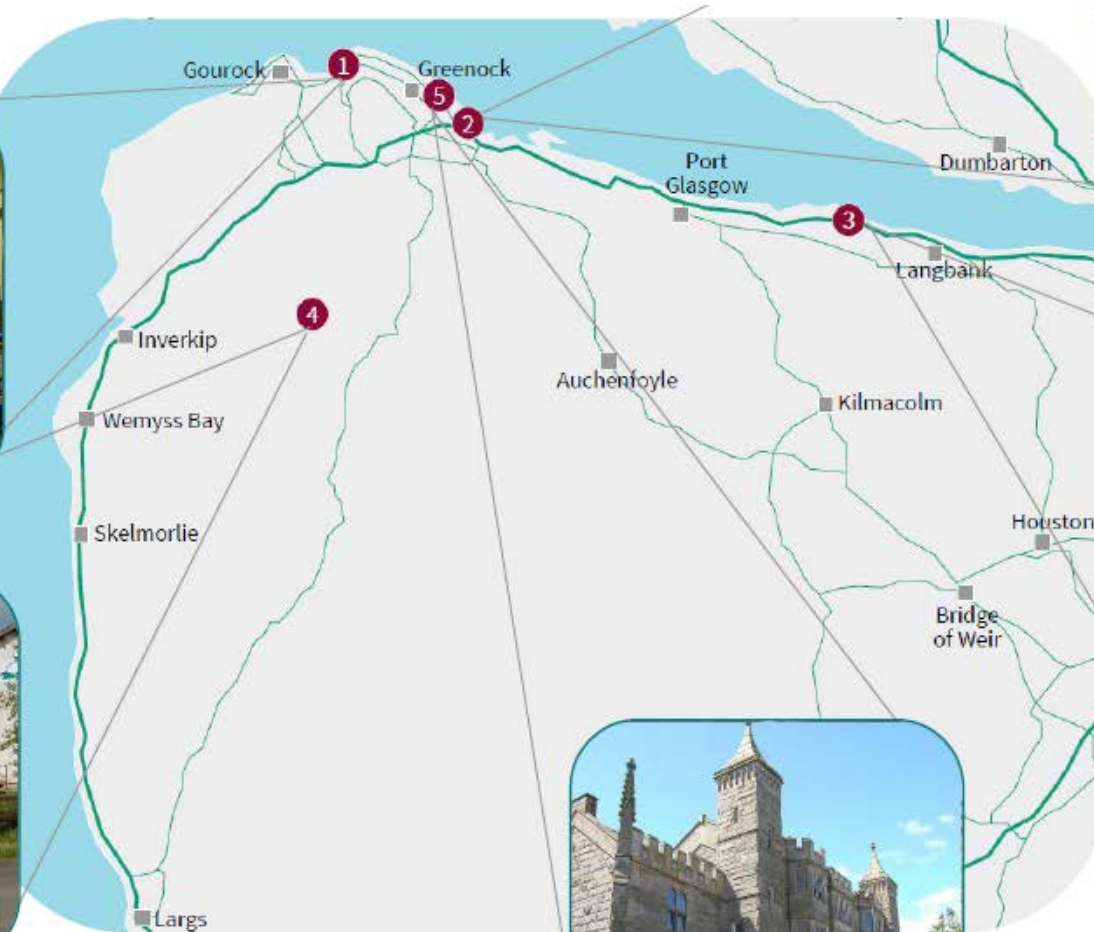 Gourock
1
Greenock
5
2
Dumbarton
Port
Glasgow
3
Langbank
4
Inverkip
Auchenfoyle
Kilmacolm
Wemyss Bay
Skelmorlie
Houston
Bridge
of Weir
Largs